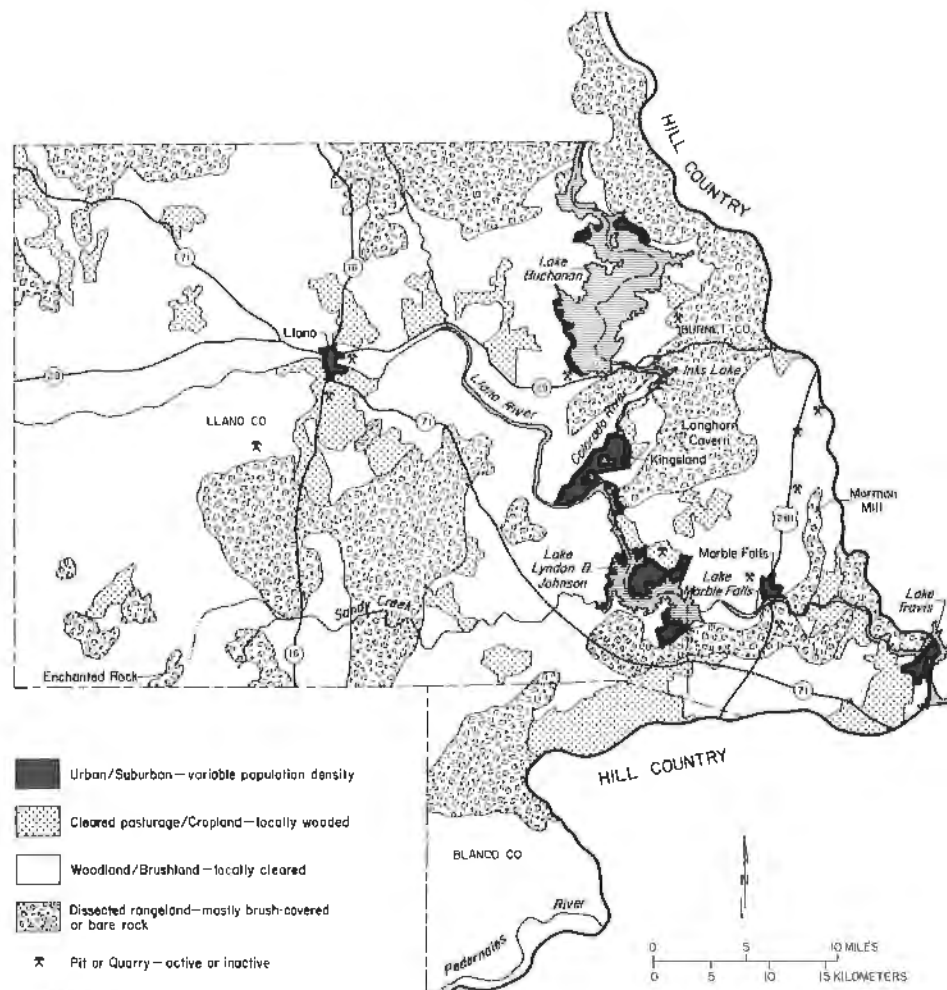 HILL COUNTRY
71
16
Lake
Buchanan
Llano
BURNET CO
Inks Lake
29
Llano River
29
Colorado River
LLANO CO
71
Longhorn
Cavern
Kingsland
281
Mormon
Mill
Lake
Lyndon B.
Johnson
Marble Falls
Lake
Marble Falls
Lake
Travis
Sandy Creek
16
Enchanted Rock
71
HILL COUNTRY
Urban/Suburban—variable population density
Cleared pasturage/Cropland—locally wooded
Woodland/Brushland—locally cleared
BLANCO CO
N
Dissected rangeland—mostly brush-covered
or bare rock
Pedernales River
Pit or Quarry—active or inactive
0 5 10 MILES
0 5 10 15 KILOMETERS